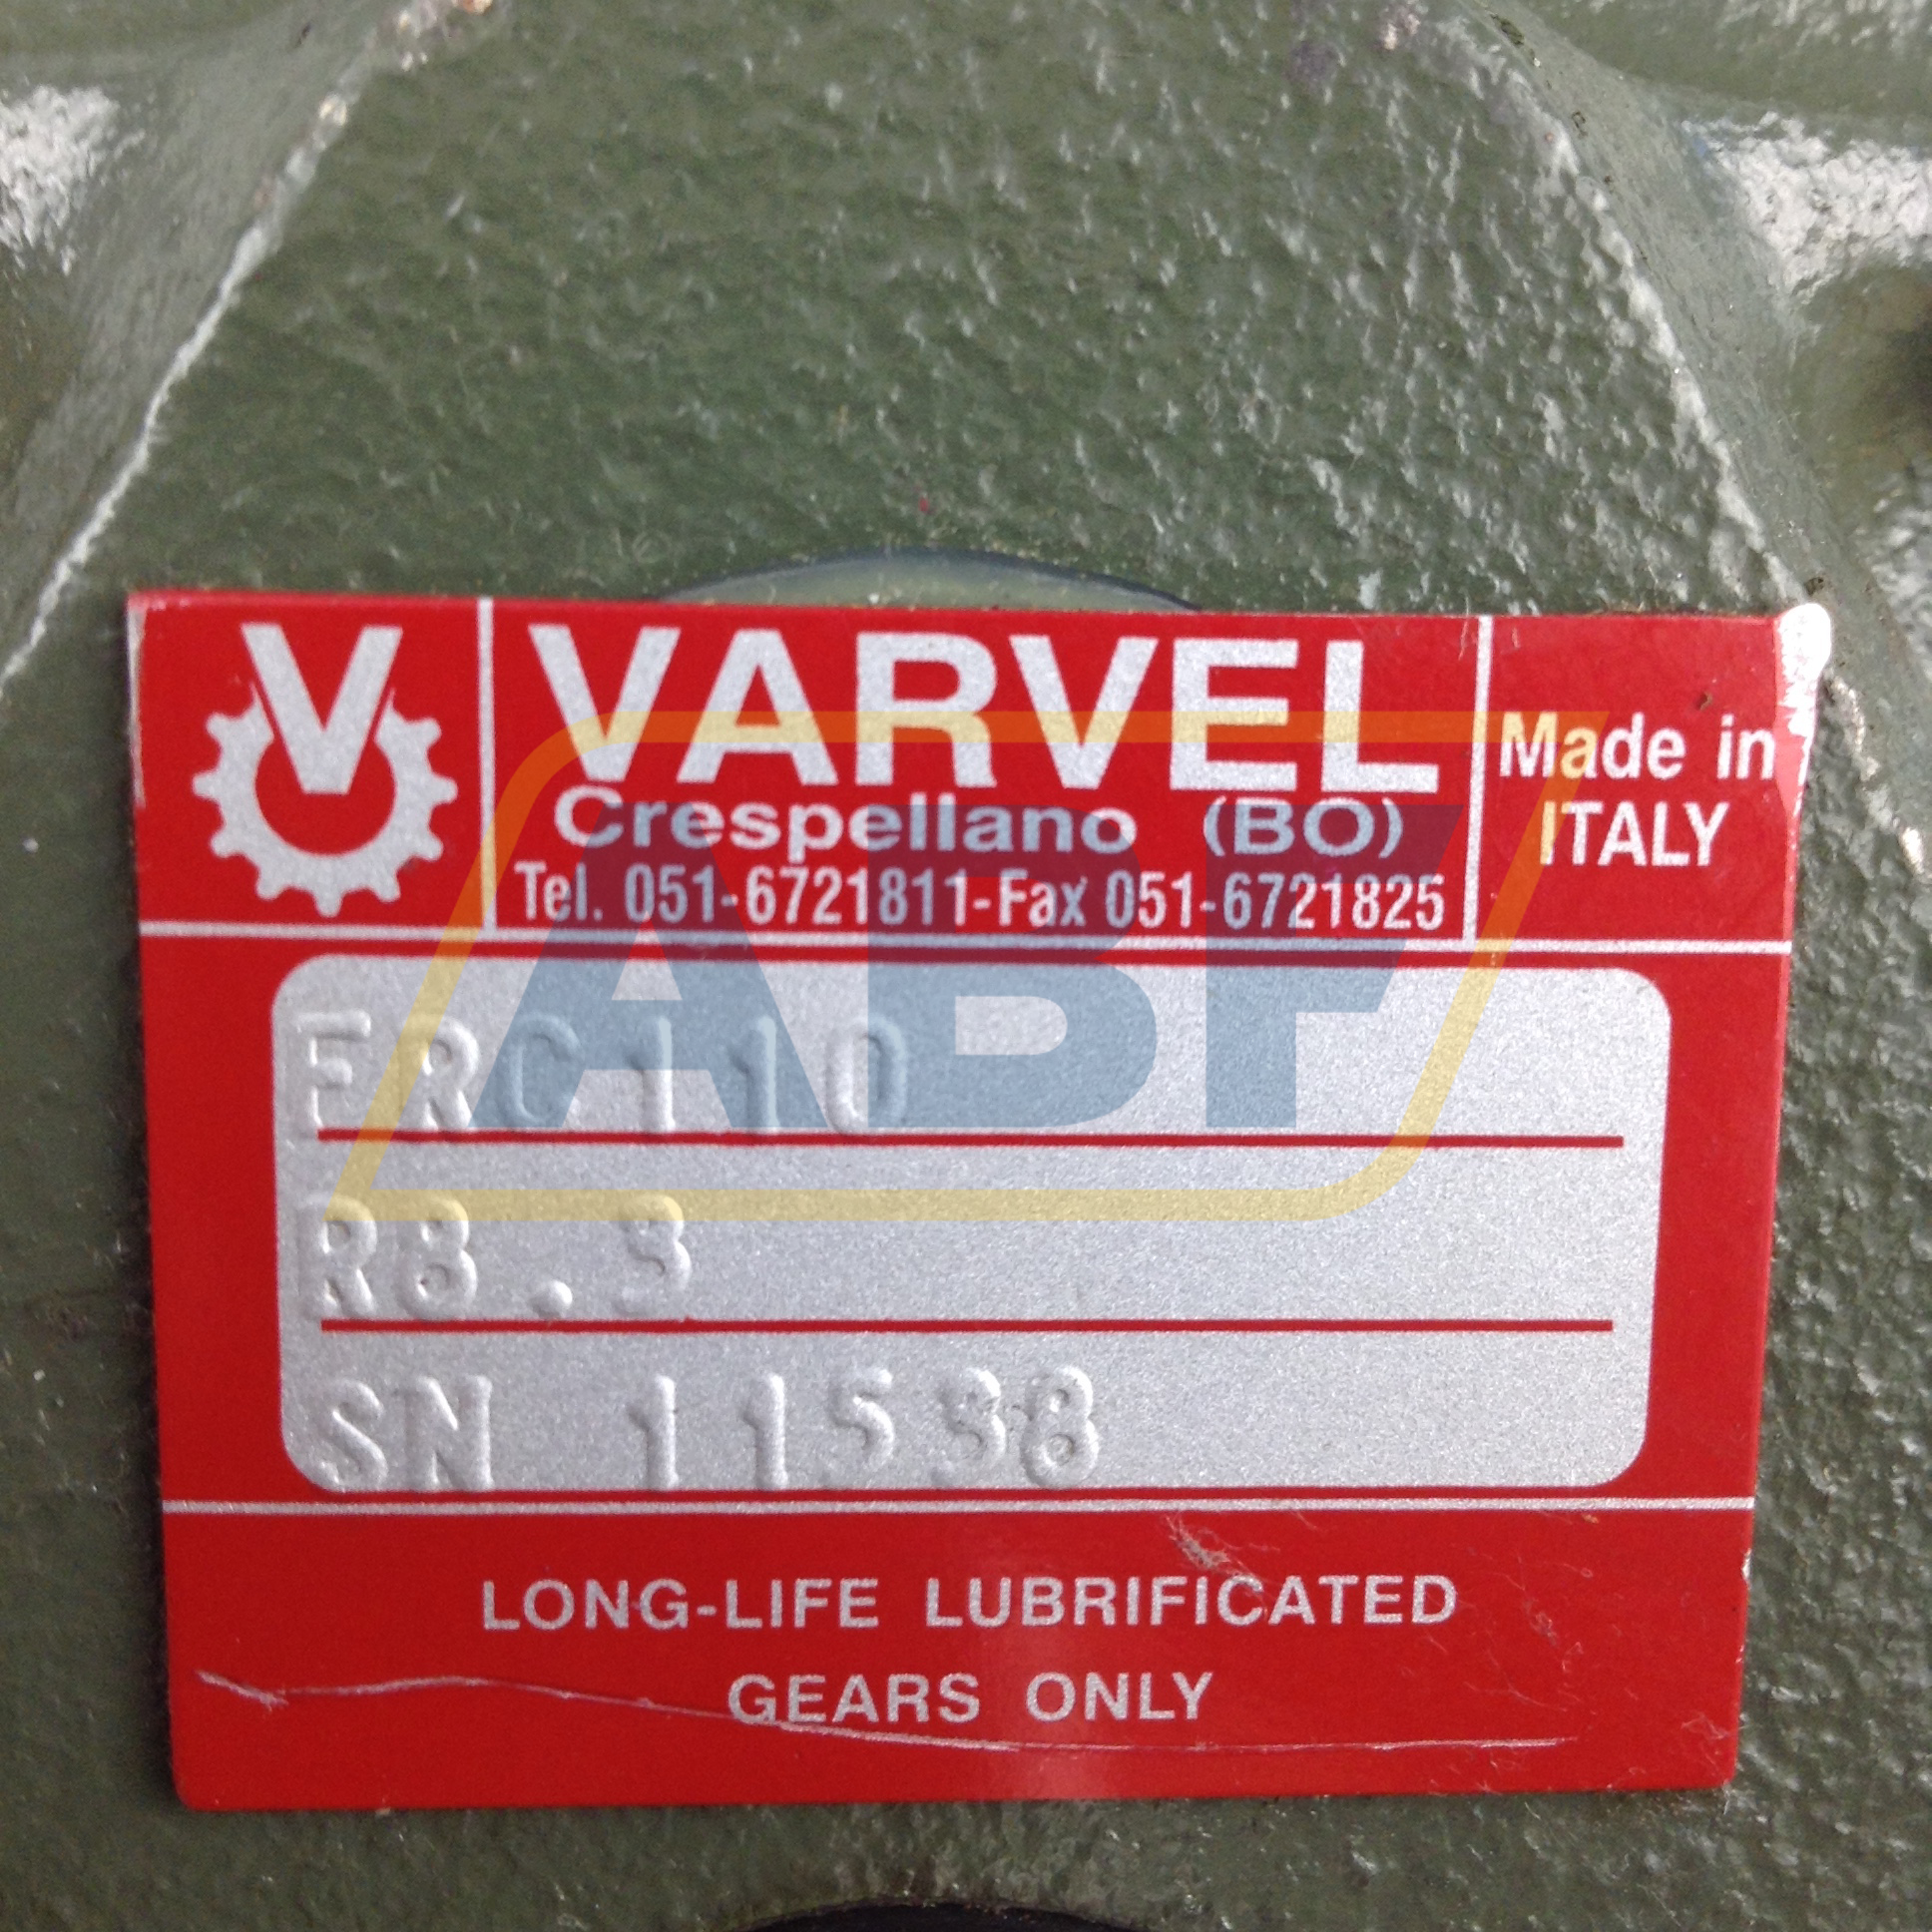 V
VARVEL
Crespellano (BO)
Tel. 051-6721811-Fax 051-6721825
Made in
ITALY
ABF
FRC110
R8.3
SN 11538
LONG-LIFE LUBRIFICATED
GEARS ONLY